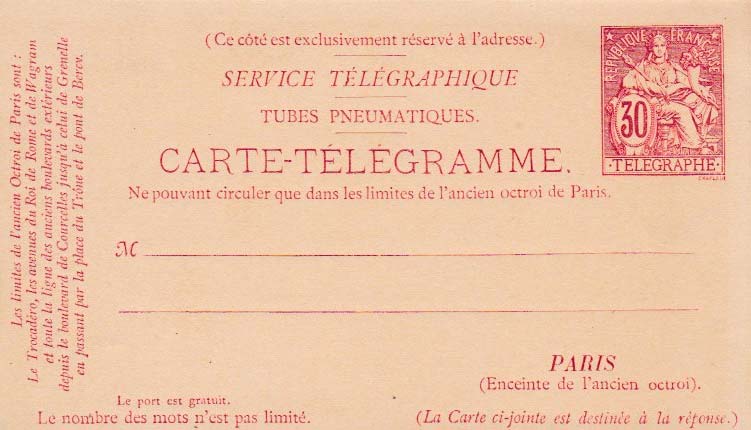 (Ce côté est exclusivement réservé à l'adresse.)
SERVICE TÉLÉGRAPHIQUE
TUBES PNEUMATIQUES.
CARTE-TÉLÉGRAMME.
Ne pouvant circuler que dans les limites de l'ancien octroi de Paris.
RÉPUBLIQUE FRANÇAISE
30
·TELEGRAPHE·
M
PARIS
(Enceinte de l'ancien octroi).
Le port est gratuit.
Le nombre des mots n'est pas limité.
(La Carte ci-jointe est destinée à la réponse.)
Les limites de l'ancien Octroi de Paris sont :
Le Trocadéro, les avenues du Roi de Rome et de Wagram
et toute la ligne des anciens boulevards extérieurs
depuis le boulevard de Courcelles jusqu'à celui de Grenelle
en passant par la place du Trône et le pont de Bercy.